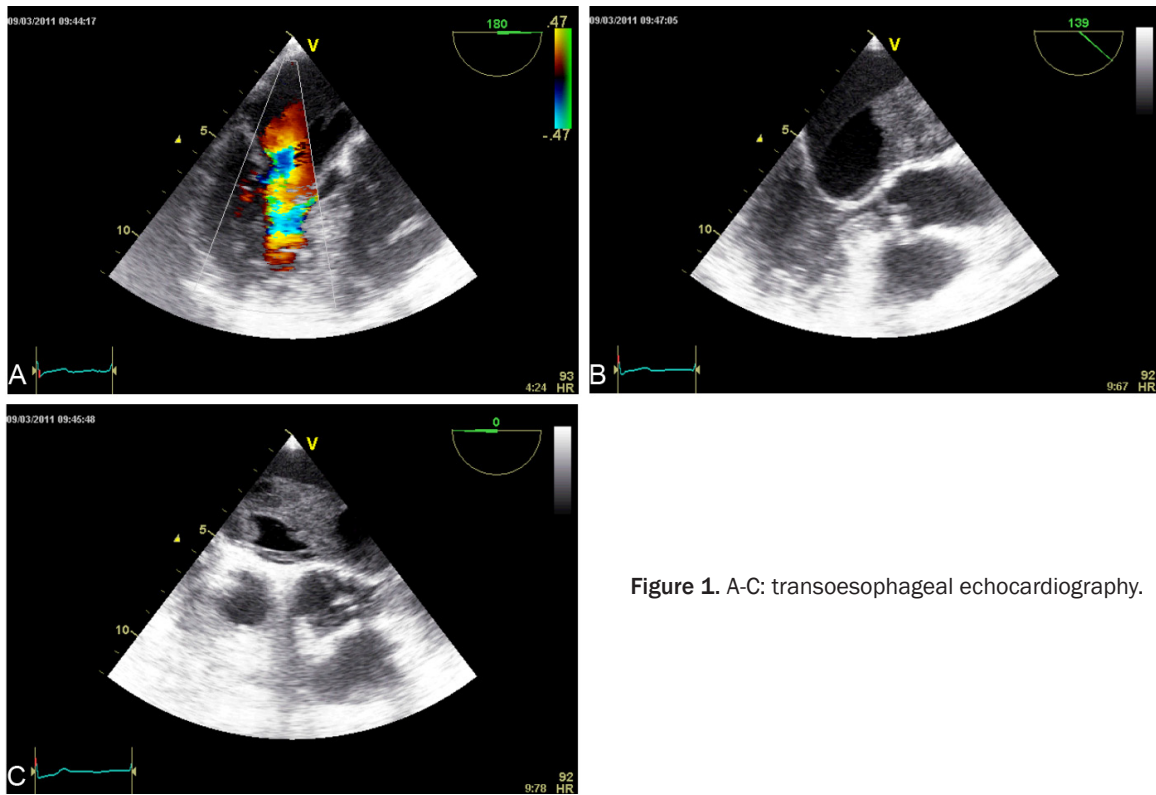 09/03/2011 09:44:17
180
.47
V
5
-.47
10
A
93
4:24
HR
09/03/2011 09:47:05
139
V
5
10
B
92
9:67
HR
09/03/2011 09:45:48
0
V
5
10
C
92
9:78
HR
Figure 1. A-C: transoesophageal echocardiography.